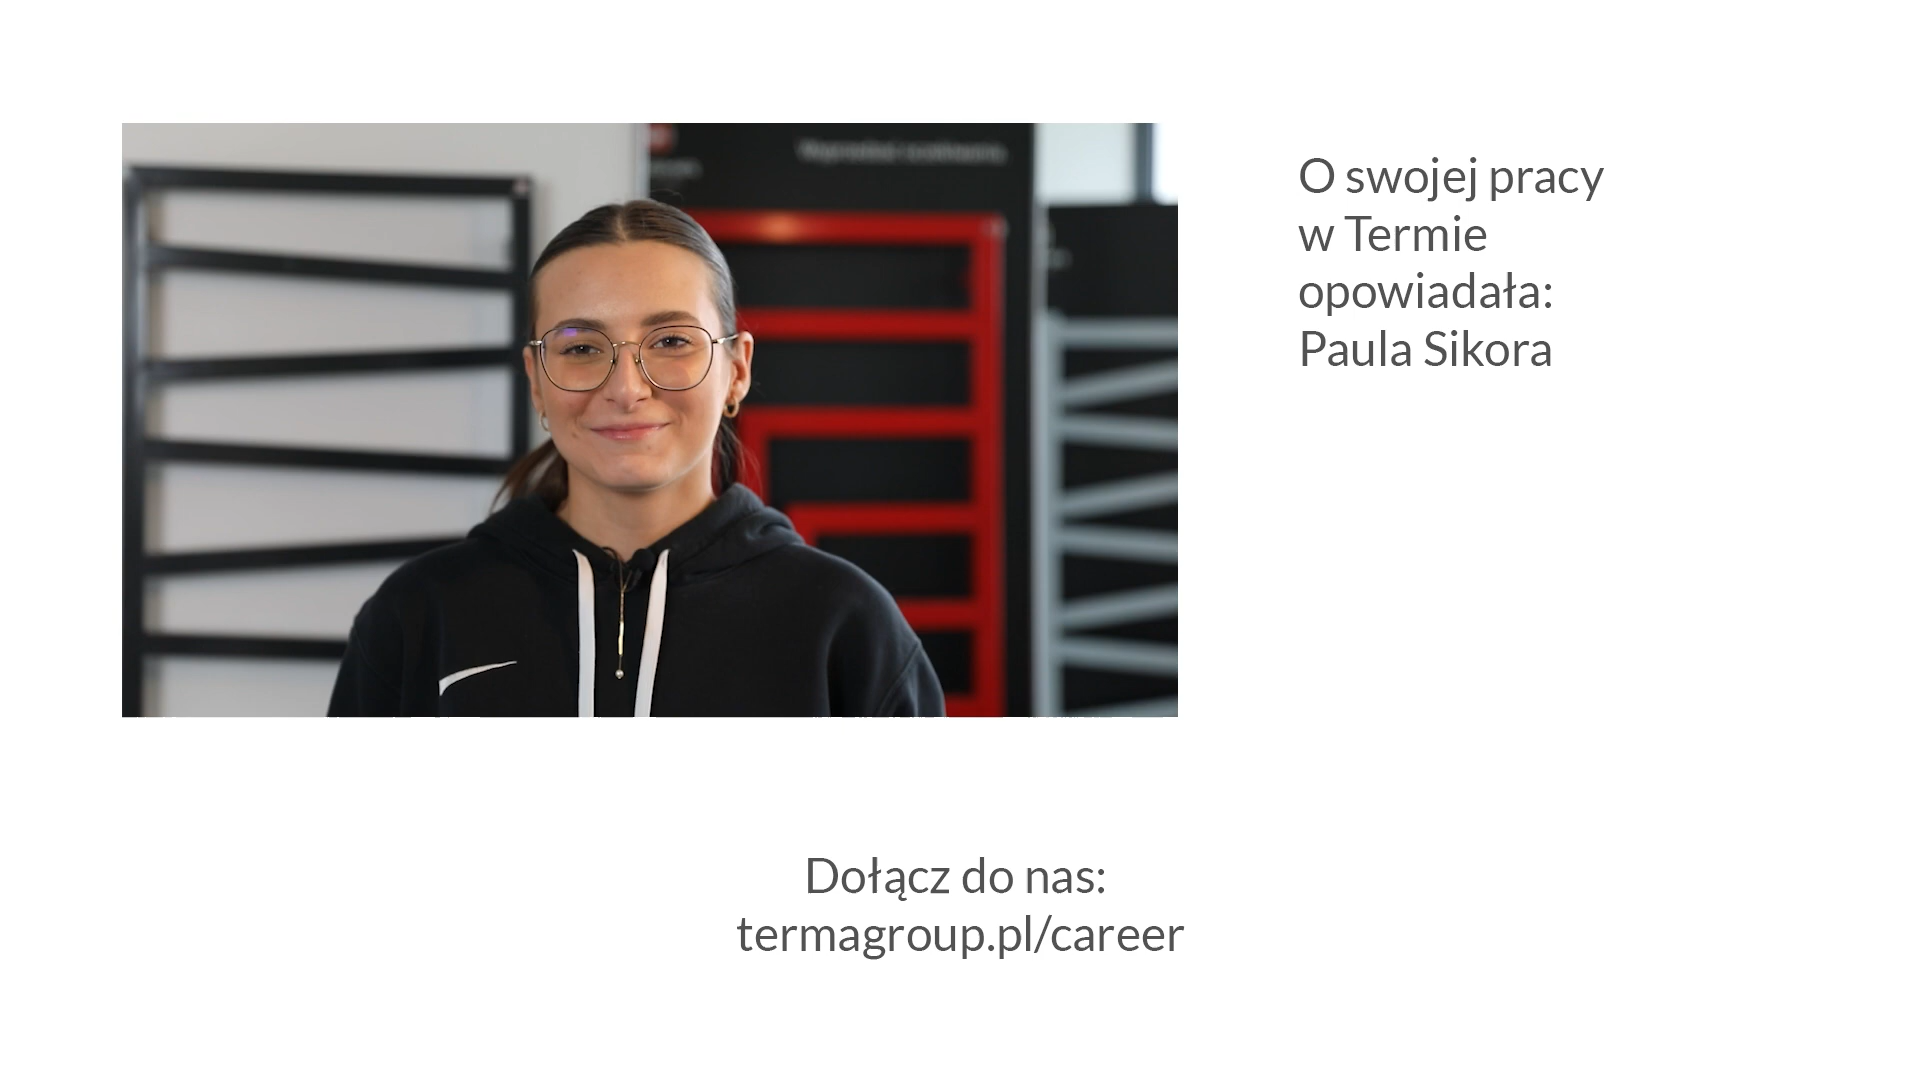 O swojej pracy
w Termie
opowiadała:
Paula Sikora
Dołącz do nas:
termagroup.pl/career